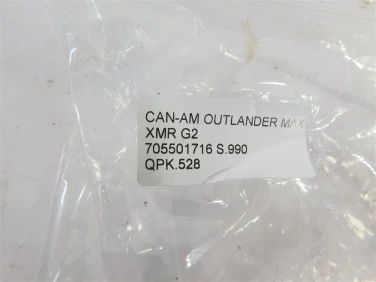 CAN-AM OUTLANDER MAX
XMR G2
705501716 S.990
QPK.528